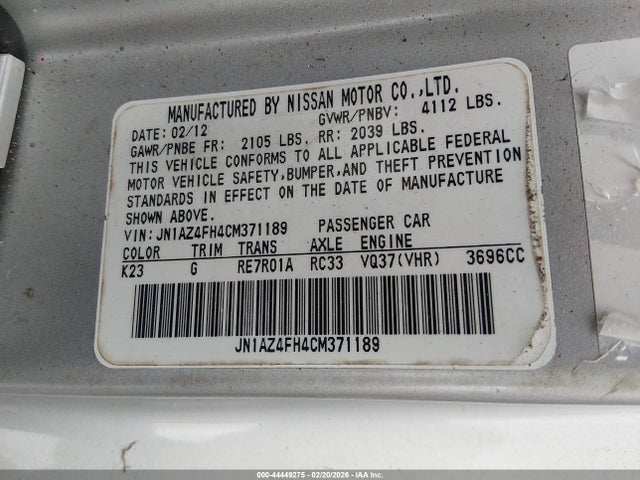 MANUFACTURED BY NISSAN MOTOR CO.,LTD.
DATE: 02/12 GVWR/PNBV: 4112 LBS.
GAWR/PNBE FR: 2105 LBS. RR: 2039 LBS.
THIS VEHICLE CONFORMS TO ALL APPLICABLE FEDERAL
MOTOR VEHICLE SAFETY,BUMPER,AND THEFT PREVENTION
STANDARDS IN EFFECT ON THE DATE OF MANUFACTURE
SHOWN ABOVE.
VIN: JN1AZ4FH4CM371189 PASSENGER CAR
COLOR TRIM TRANS AXLE ENGINE
K23 G RE7R01A RC33 VQ37(VHR) 3696CC
JN1AZ4FH4CM371189
000-44449275 - 02/20/2026 - IAA Inc.